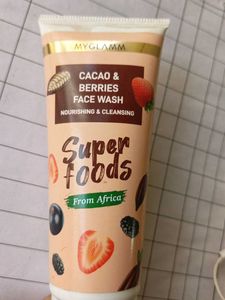 MYGLAMM
CACAO &
BERRIES
FACE WASH
NOURISHING & CLEANSING
Super
Foods
From Africa